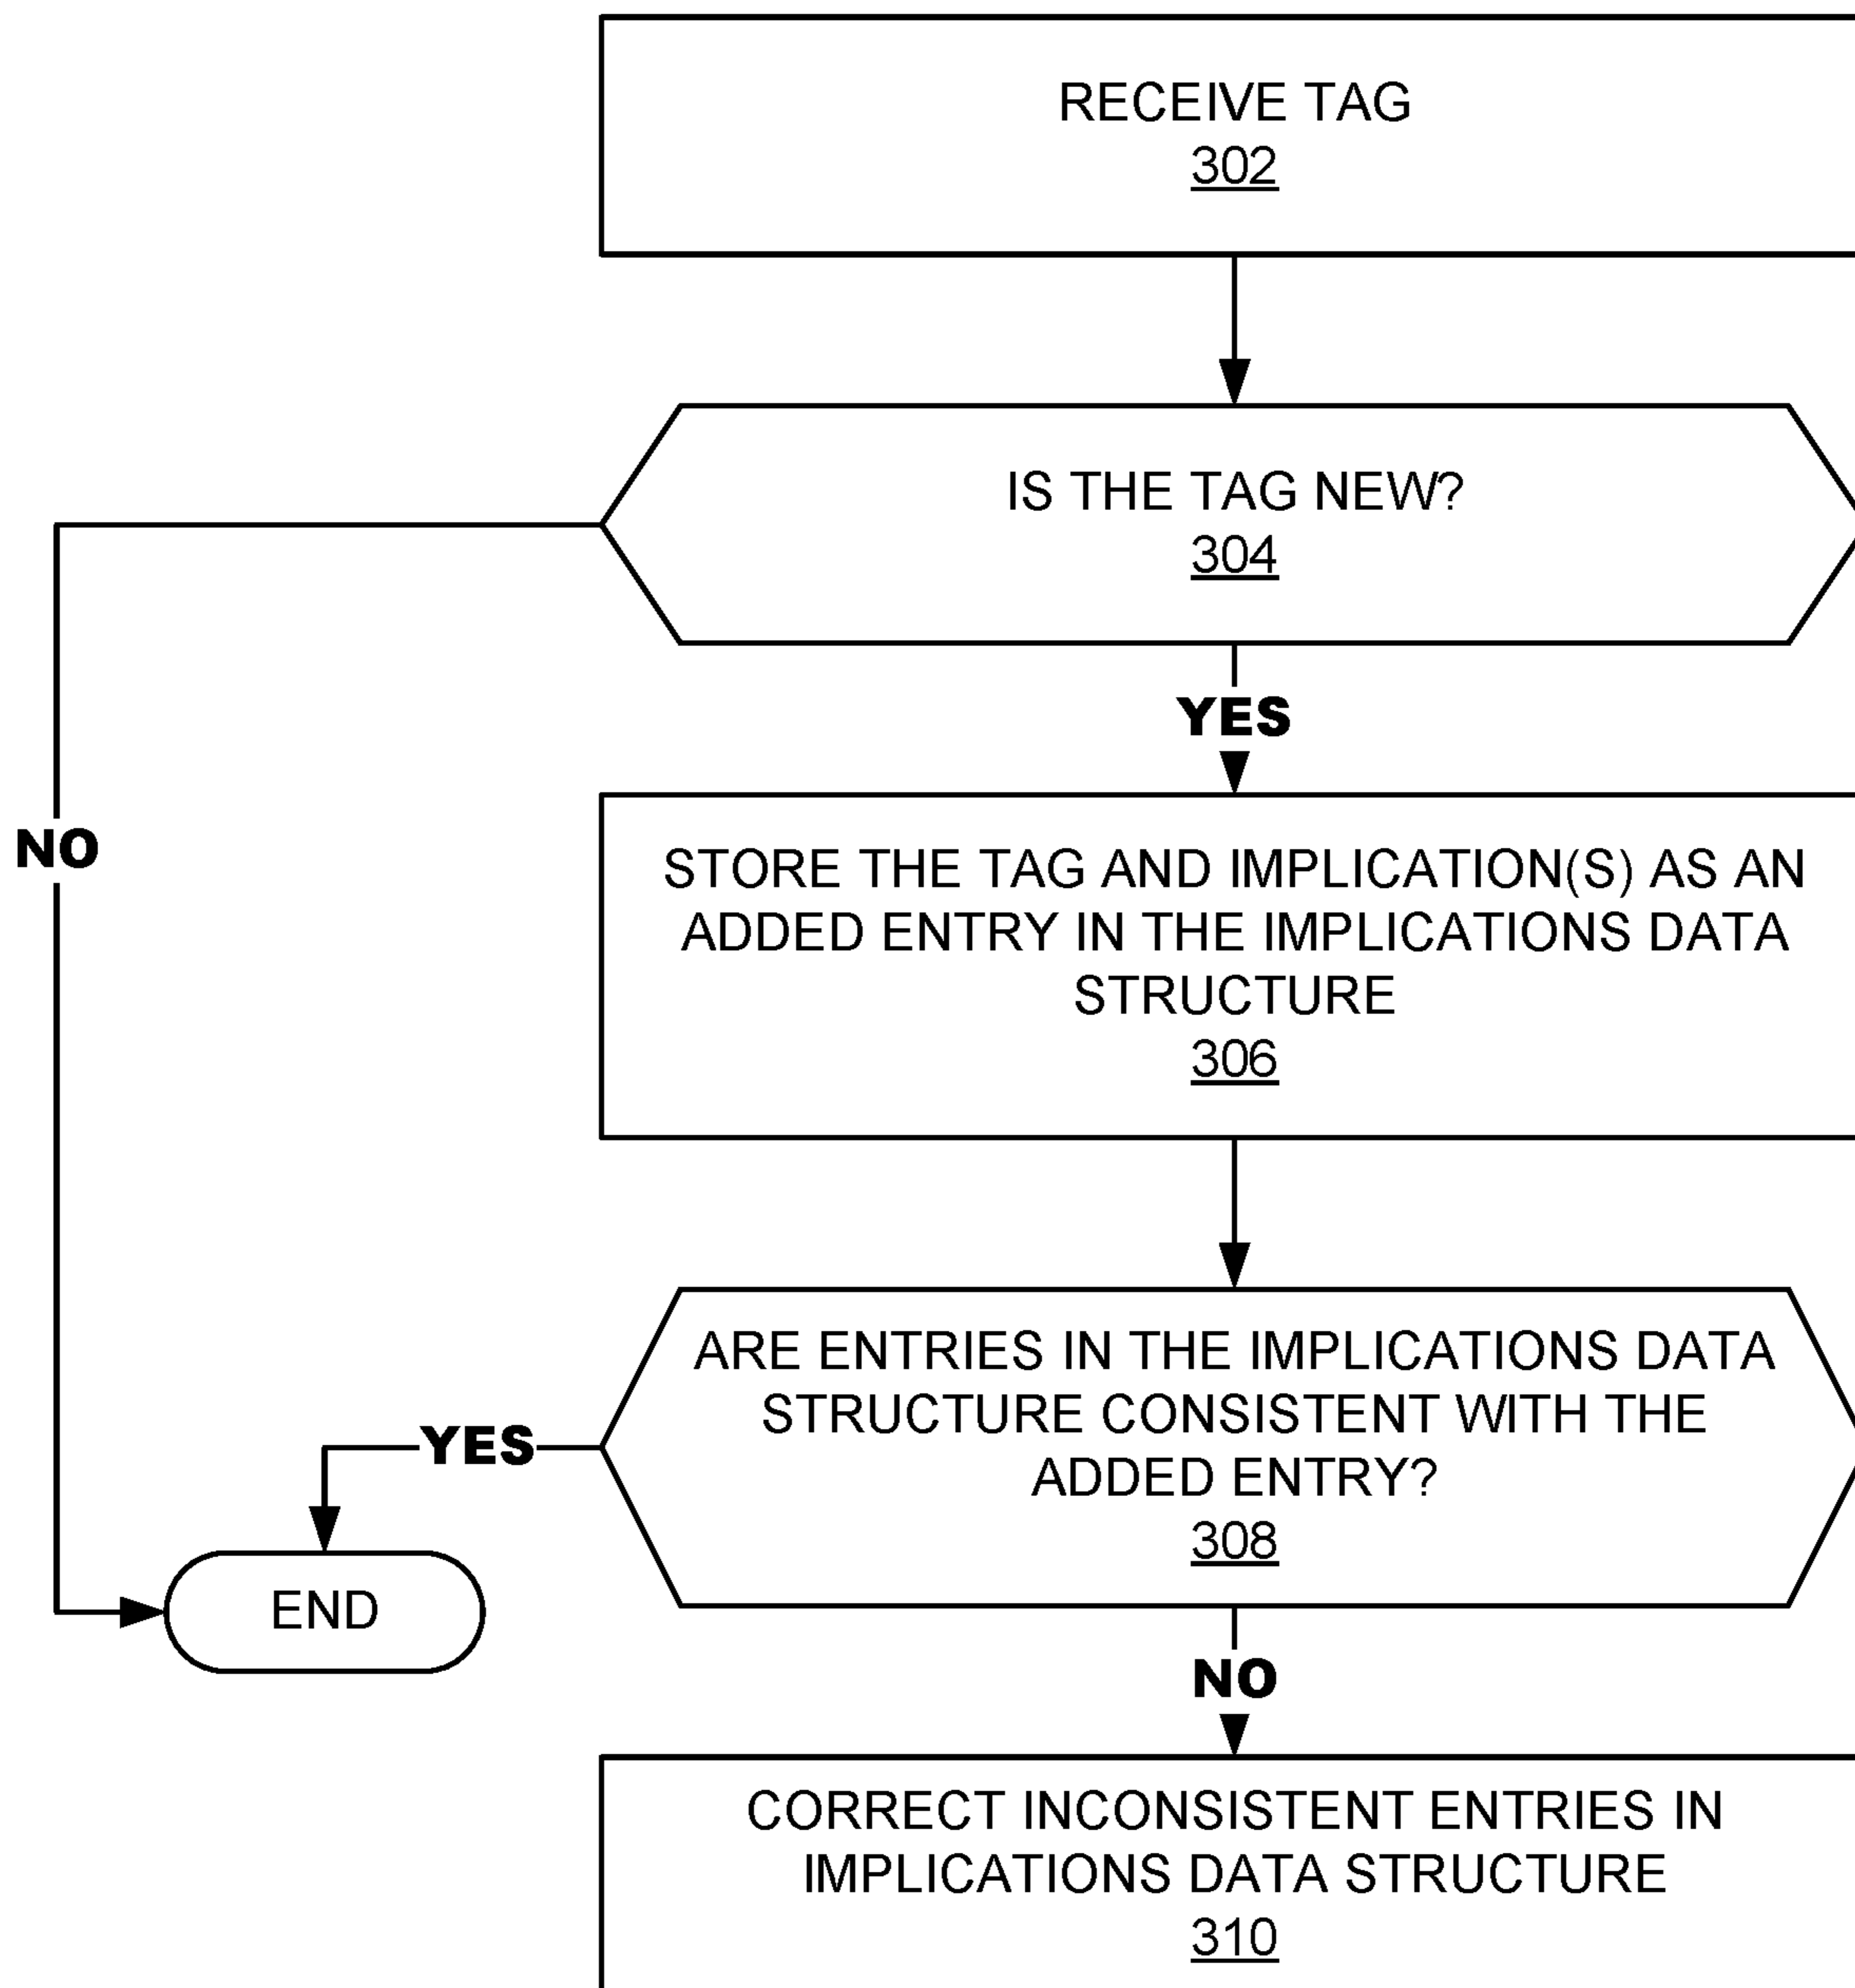 RECEIVE TAG
302
IS THE TAG NEW?
304
YES
NO
STORE THE TAG AND IMPLICATION(S) AS AN
ADDED ENTRY IN THE IMPLICATIONS DATA
STRUCTURE
306
ARE ENTRIES IN THE IMPLICATIONS DATA
STRUCTURE CONSISTENT WITH THE
ADDED ENTRY?
308
YES
END
NO
CORRECT INCONSISTENT ENTRIES IN
IMPLICATIONS DATA STRUCTURE
310